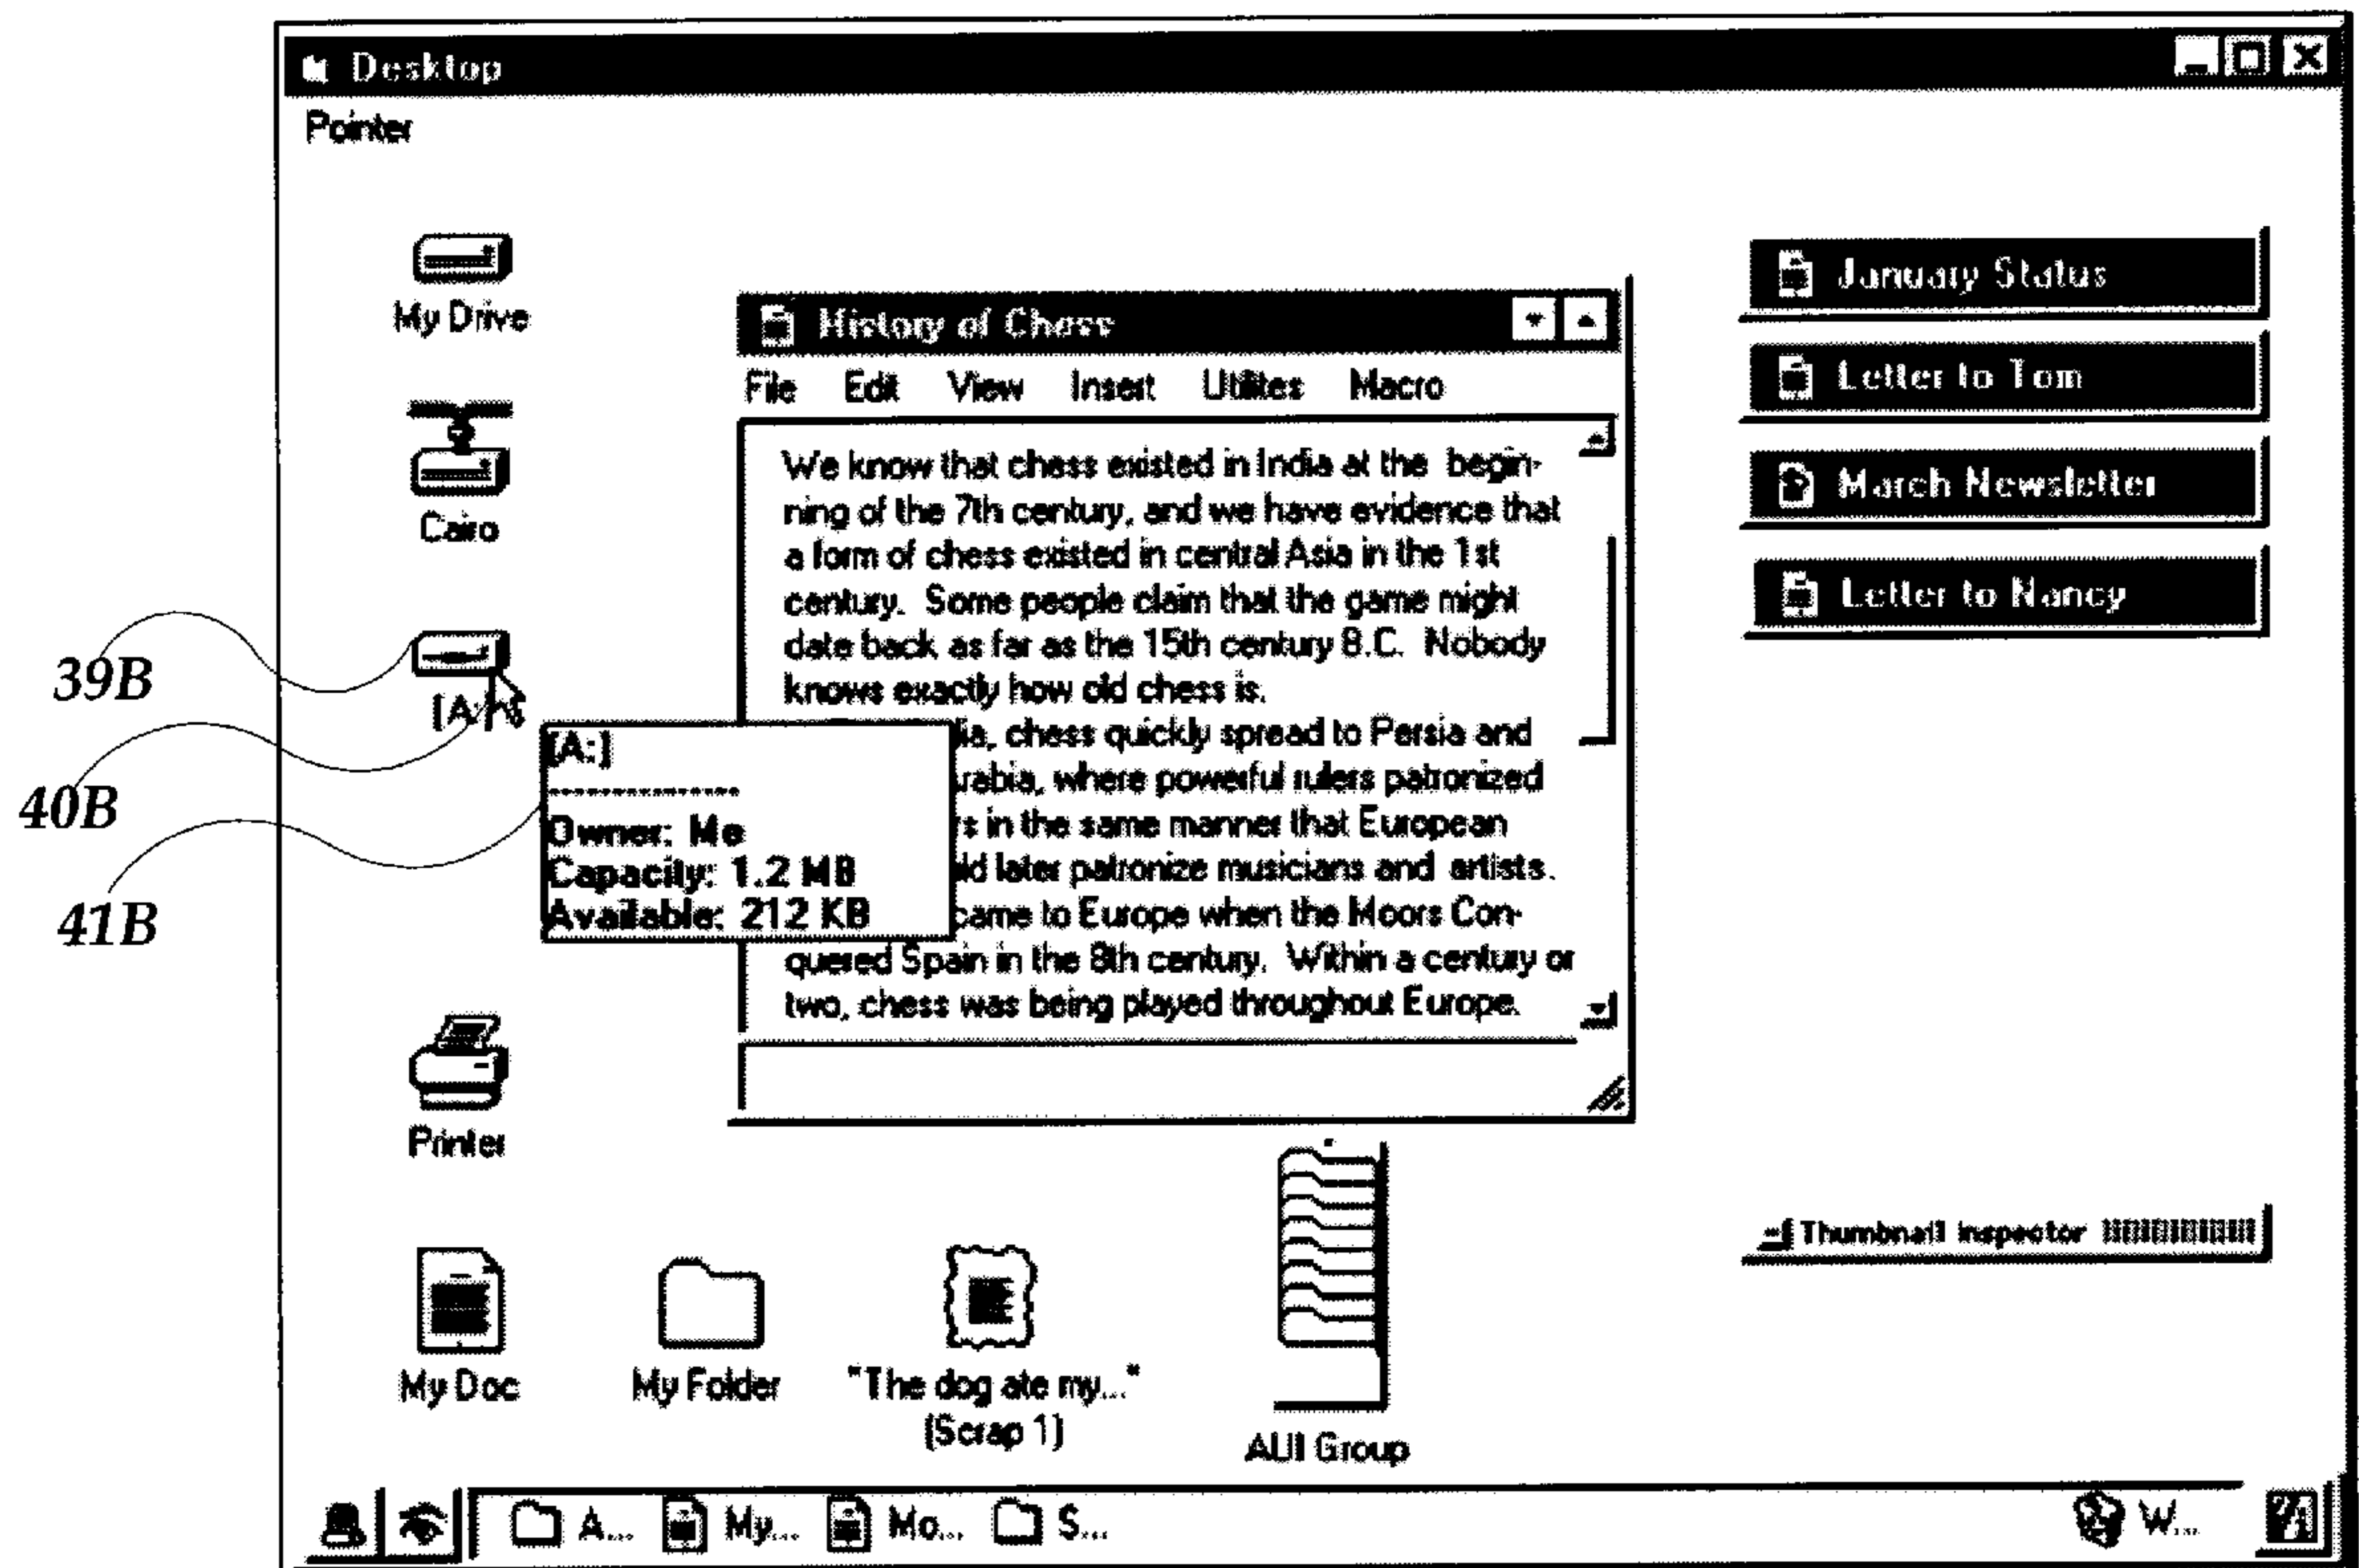 Desktop
Pointer
My Drive
Cairo
[A:]
Printer
My Doc
My Folder
"The dog ate my..."
(Scrap 1)
AUI Group
History of Chess
File Edit View Insert Utilites Macro
We know that chess existed in India at the begin-
ning of the 7th century, and we have evidence that
a form of chess existed in central Asia in the 1st
century. Some people claim that the game might
date back as far as the 15th century B.C. Nobody
knows exactly how old chess is.
ia, chess quickly spread to Persia and
rabia, where powerful rulers patronized
s in the same manner that European
ld later patronize musicians and artists.
came to Europe when the Moors Con-
quered Spain in the 8th century. Within a century or
two, chess was being played throughout Europe.
[A:]
---------------
Owner: Me
Capacity: 1.2 MB
Available: 212 KB
January Status
Letter to Tom
March Newsletter
Letter to Nancy
Thumbnail Inspector
A... My... Mo... S... W...
39B
40B
41B